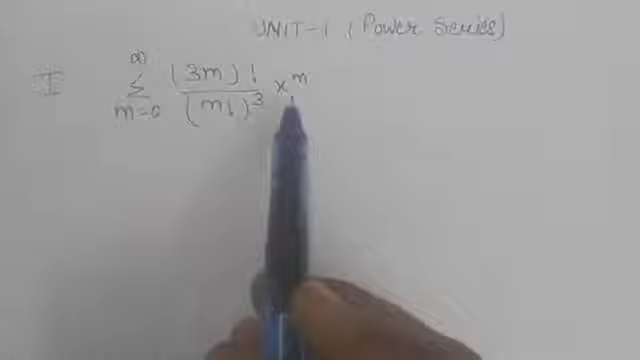 UNIT-1 (Power Series)
I ∞ Σ m=0 (3m)! / (m!)³ x^m